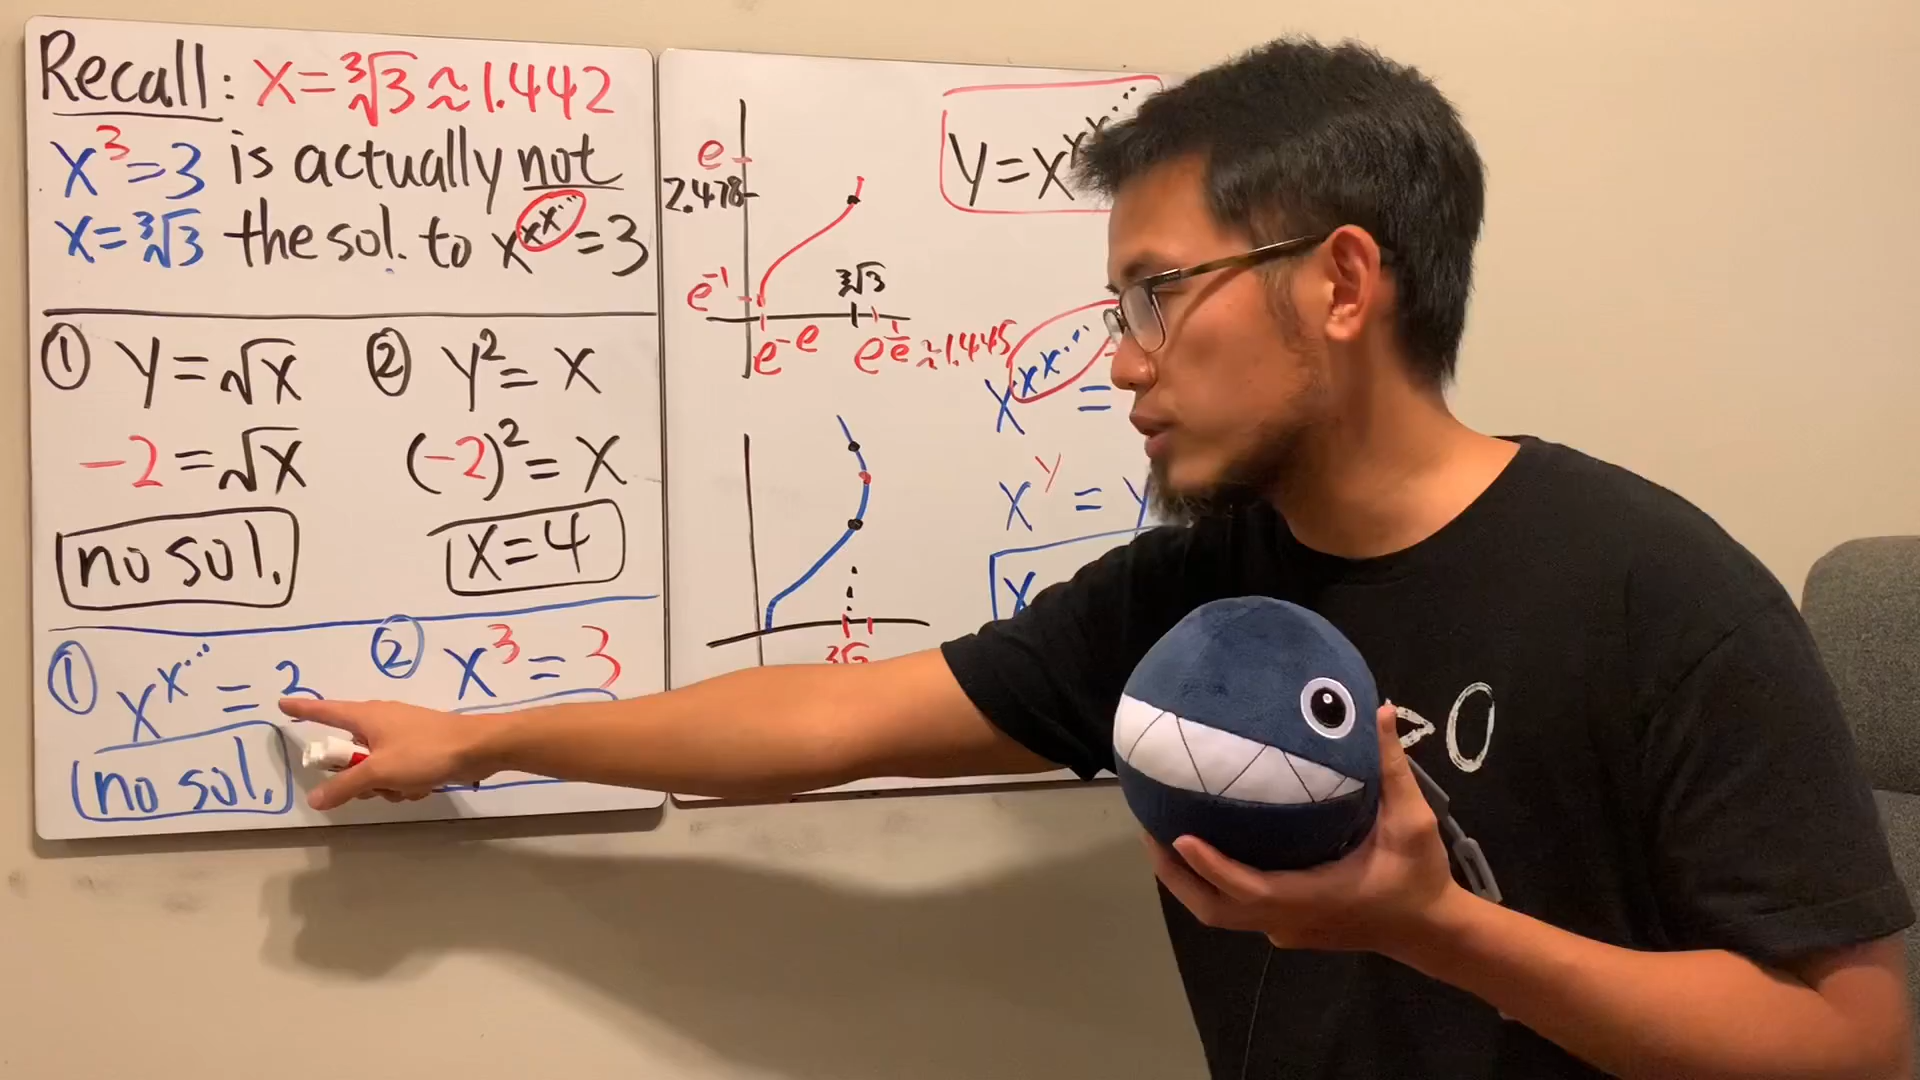 Recall: x=∛3≈1.442
x³=3 is actually not
x=∛3 the sol. to x^x^x^⋰=3
① y=√x ② y²=x
-2=√x (-2)²=x
no sol. x=4
① x^x^⋰=3 ② x³=3
no sol.
e
2.478
e⁻¹
∛3
e^-e
e^(1/e)≈1.445
y=x^x^x^⋰
x^x^x^⋰ =
x^y = y
x
>0